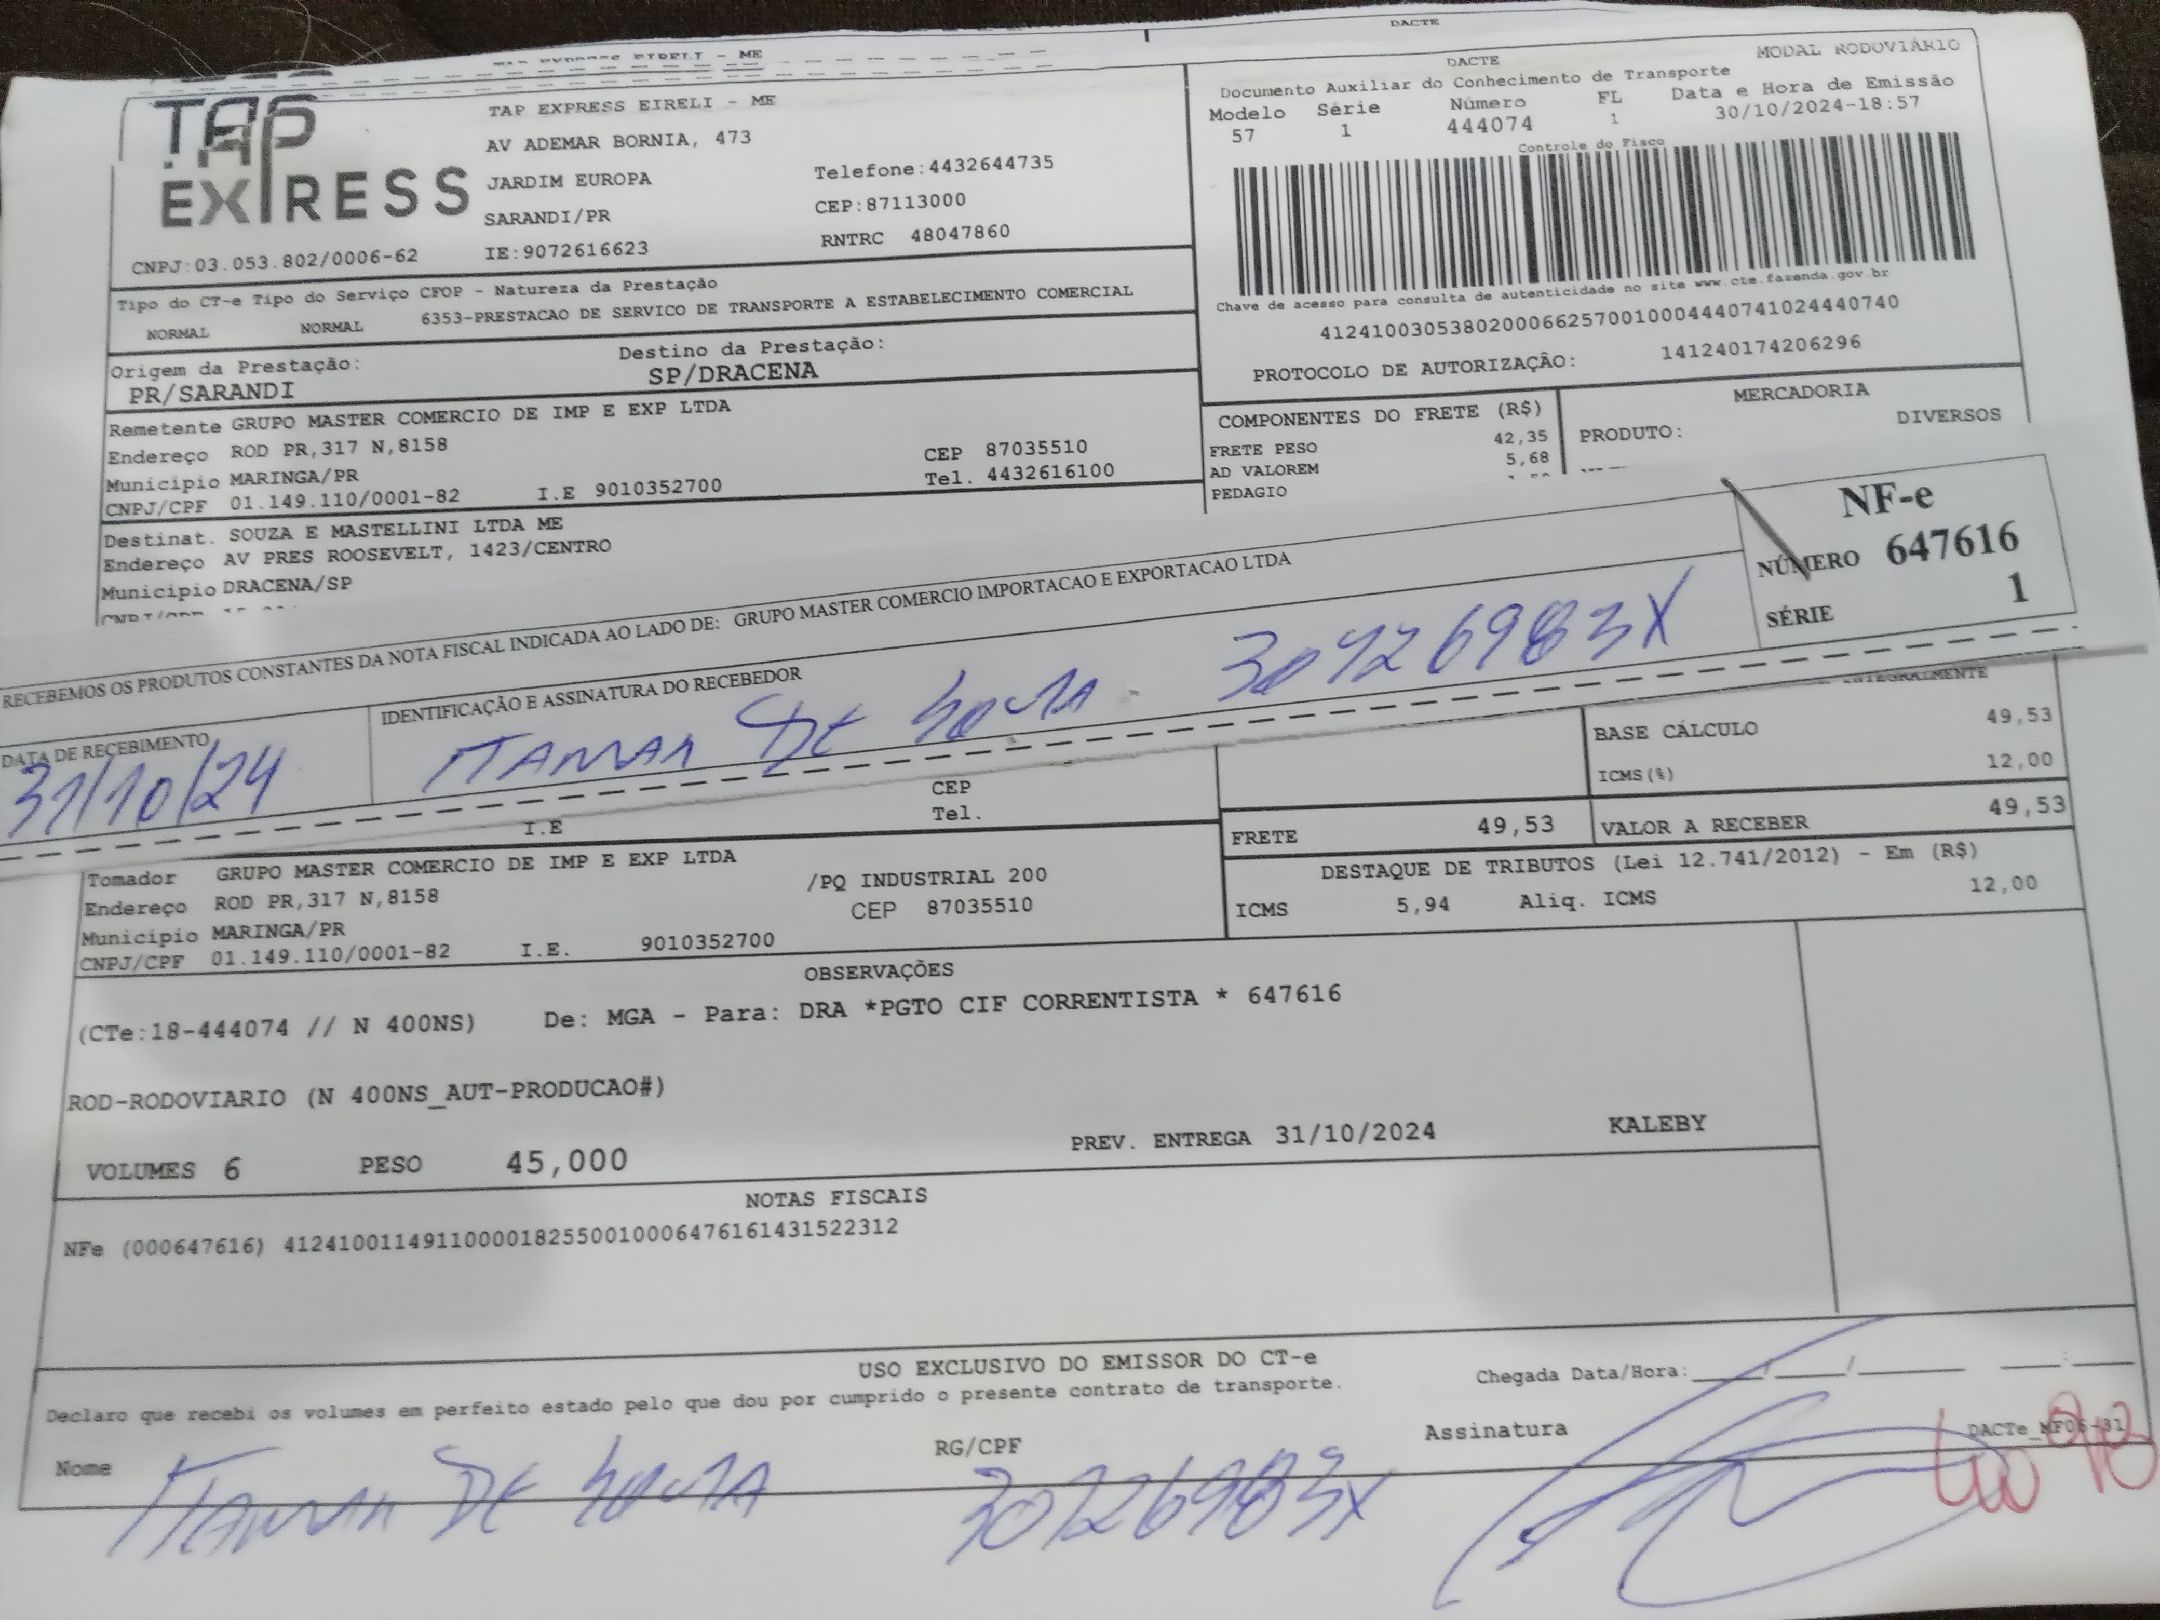 DACTE
TAP EXPRESS EIRELI - ME
TAP
EXPRESS
CNPJ:03.053.802/0006-62
TAP EXPRESS EIRELI - ME
AV ADEMAR BORNIA, 473
JARDIM EUROPA
SARANDI/PR
IE:9072616623
Telefone:4432644735
CEP:87113000
RNTRC 48047860
DACTE
MODAL RODOVIÁRIO
Documento Auxiliar do Conhecimento de Transporte
Modelo Série Número FL Data e Hora de Emissão
57 1 444074 1 30/10/2024-18:57
Controle do Fisco
Chave de acesso para consulta de autenticidade no site www.cte.fazenda.gov.br
41241003053802000662570010004440741024440740
PROTOCOLO DE AUTORIZAÇÃO: 141240174206296
Tipo do CT-e Tipo do Serviço CFOP - Natureza da Prestação
NORMAL NORMAL 6353-PRESTACAO DE SERVICO DE TRANSPORTE A ESTABELECIMENTO COMERCIAL
Origem da Prestação: Destino da Prestação:
PR/SARANDI SP/DRACENA
Remetente GRUPO MASTER COMERCIO DE IMP E EXP LTDA
Endereço ROD PR,317 N,8158 CEP 87035510
Municipio MARINGA/PR Tel. 4432616100
CNPJ/CPF 01.149.110/0001-82 I.E 9010352700
Destinat. SOUZA E MASTELLINI LTDA ME
Endereço AV PRES ROOSEVELT, 1423/CENTRO
Municipio DRACENA/SP
COMPONENTES DO FRETE (R$)
FRETE PESO 42,35
AD VALOREM 5,68
PEDAGIO
MERCADORIA
PRODUTO: DIVERSOS
RECEBEMOS OS PRODUTOS CONSTANTES DA NOTA FISCAL INDICADA AO LADO DE: GRUPO MASTER COMERCIO IMPORTACAO E EXPORTACAO LTDA
NF-e
NÚMERO 647616
SÉRIE 1
DATA DE RECEBIMENTO
31/10/24
IDENTIFICAÇÃO E ASSINATURA DO RECEBEDOR
ITAMAR DE SOUZA - 30126983X
INTEGRALMENTE
BASE CÁLCULO 49,53
ICMS(%) 12,00
CEP
Tel.
I.E
FRETE 49,53 VALOR A RECEBER 49,53
Tomador GRUPO MASTER COMERCIO DE IMP E EXP LTDA
Endereço ROD PR,317 N,8158 /PQ INDUSTRIAL 200
Municipio MARINGA/PR CEP 87035510
CNPJ/CPF 01.149.110/0001-82 I.E. 9010352700
DESTAQUE DE TRIBUTOS (Lei 12.741/2012) - Em (R$)
ICMS 5,94 Aliq. ICMS 12,00
OBSERVAÇÕES
(CTe:18-444074 // N 400NS) De: MGA - Para: DRA *PGTO CIF CORRENTISTA * 647616
ROD-RODOVIARIO (N 400NS_AUT-PRODUCAO#)
VOLUMES 6 PESO 45,000 PREV. ENTREGA 31/10/2024 KALEBY
NOTAS FISCAIS
NFe (000647616) 41241001149110000182550010006476161431522312
USO EXCLUSIVO DO EMISSOR DO CT-e
Declaro que recebi os volumes em perfeito estado pelo que dou por cumprido o presente contrato de transporte.
Chegada Data/Hora: / / :
Nome ITAMAR DE SOUZA RG/CPF 30126983X Assinatura